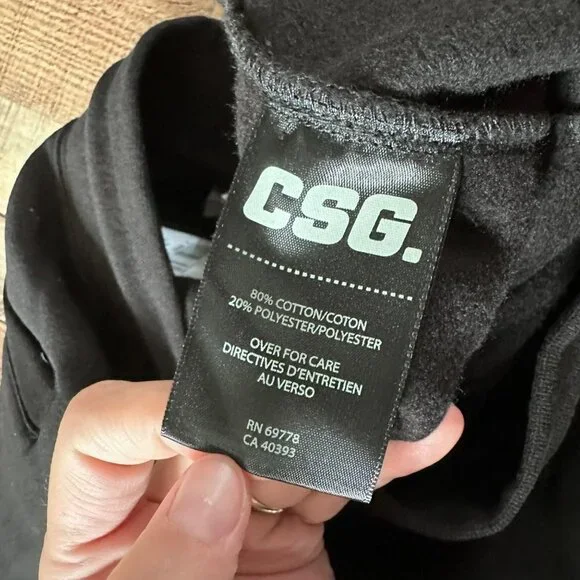 CSG.
80% COTTON/COTON
20% POLYESTER/POLYESTER
OVER FOR CARE
DIRECTIVES D'ENTRETIEN
AU VERSO
RN 69778
CA 40393